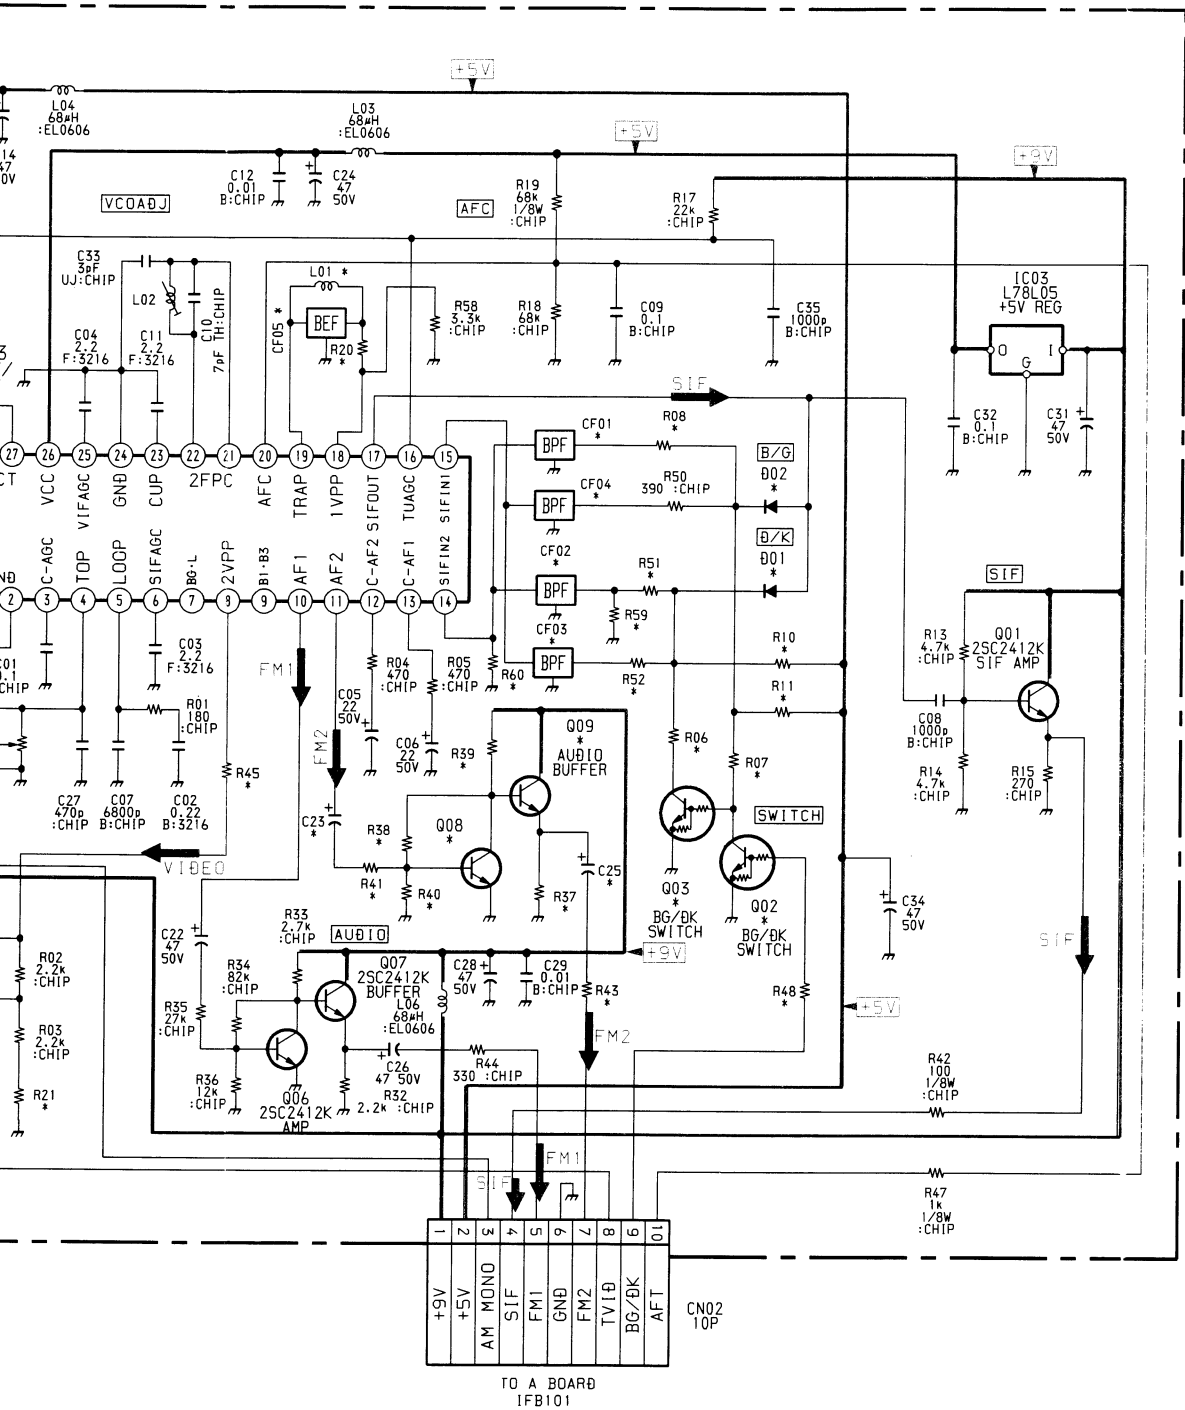 +5V
L04
68μH
:EL0606
L03
68μH
:EL0606
+5V
+9V
14
47
0V
C12
0.01
B:CHIP
+
C24
47
50V
VCOADJ
AFC
R19
68k
1/8W
:CHIP
R17
22k
:CHIP
C33
3pF
UJ:CHIP
L02
C10
7pF TH:CHIP
L01 *
CF05 *
BEF
R20
*
R58
3.3k
:CHIP
R18
68k
:CHIP
C09
0.1
B:CHIP
C35
1000p
B:CHIP
IC03
L78L05
+5V REG
O
I
G
C04
2.2
F:3216
C11
2.2
F:3216
SIF
C32
0.1
B:CHIP
C31
47
50V
+
27
26
25
24
23
22
21
20
19
18
17
16
15
CT
VCC
VIFAGC
GND
CUP
2FPC
AFC
TRAP
1VPP
SIFOUT
TUAGC
SIFIN1
ND
C-AGC
TOP
LOOP
SIFAGC
BG·L
2VPP
B1·B3
AF1
AF2
C-AF2
C-AF1
SIFIN2
2
3
4
5
6
7
8
9
10
11
12
13
14
BPF
CF01
*
R08
*
BPF
CF04
*
R50
390 :CHIP
B/G
D02
*
CF02
*
BPF
R51
*
R59
*
D/K
D01
*
CF03
*
BPF
R52
*
R10
*
R11
*
SIF
R13
4.7k
:CHIP
Q01
2SC2412K
SIF AMP
C08
1000p
B:CHIP
R14
4.7k
:CHIP
R15
270
:CHIP
C01
0.1
CHIP
C03
2.2
F:3216
R01
180
:CHIP
FM1
R04
470
:CHIP
R05
470
:CHIP
R60
*
C05
22
50V
+
C06
22
50V
+
FM2
R39
*
Q09
*
AUDIO
BUFFER
R06
*
R07
*
SWITCH
C27
470p
:CHIP
C07
6800p
B:CHIP
C02
0.22
B:3216
R45
*
C23
*
+
R38
*
Q08
*
R41
*
R40
*
R37
*
C25
*
+
Q03
*
BG/DK
SWITCH
Q02
*
BG/DK
SWITCH
VIDEO
C34
47
50V
+
SIF
C22
47
50V
+
R33
2.7k
:CHIP
AUDIO
+9V
R02
2.2k
:CHIP
R34
82k
:CHIP
Q07
2SC2412K
BUFFER
C28
47
50V
+
C29
0.01
B:CHIP
R43
*
R48
*
+5V
R35
27k
:CHIP
L06
68μH
:EL0606
R03
2.2k
:CHIP
FM2
R36
12k
:CHIP
Q06
2SC2412K
AMP
+
C26
47 50V
R32
2.2k :CHIP
R44
330 :CHIP
R42
100
1/8W
:CHIP
R21
*
FM1
SIF
R47
1k
1/8W
:CHIP
1
2
3
4
5
6
7
8
9
10
+9V
+5V
AM MONO
SIF
FM1
GND
FM2
TVID
BG/DK
AFT
CN02
10P
TO A BOARD
IFB101